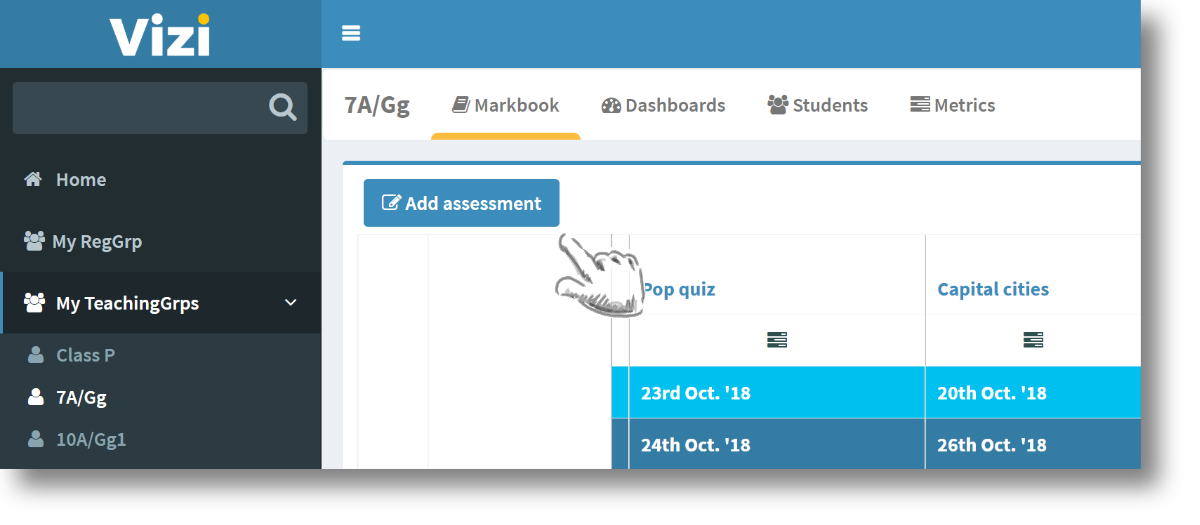 Vizi
7A/Gg Markbook Dashboards Students Metrics
Home
My RegGrp
My TeachingGrps
Class P
7A/Gg
10A/Gg1
Add assessment
Pop quiz Capital cities
23rd Oct. '18 20th Oct. '18
24th Oct. '18 26th Oct. '18